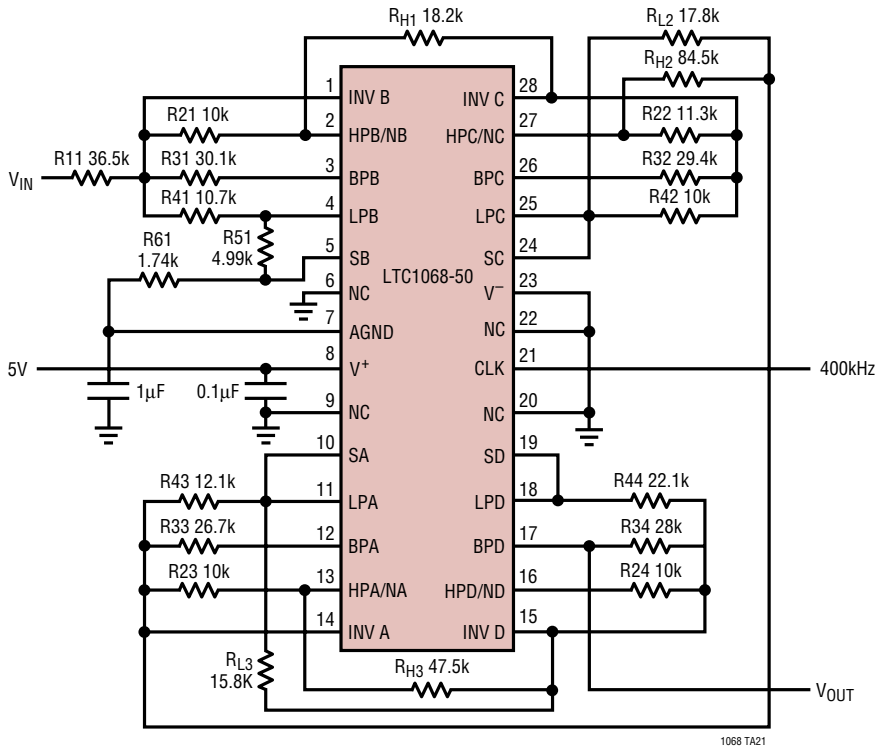 RH1 18.2k
RL2 17.8k
RH2 84.5k
1
INV B
INV C
28
R21 10k
2
HPB/NB
HPC/NC
27
R22 11.3k
R11 36.5k
VIN
R31 30.1k
3
BPB
BPC
26
R32 29.4k
R41 10.7k
4
LPB
LPC
25
R42 10k
R51
4.99k
R61
1.74k
5
SB
SC
24
LTC1068-50
6
NC
V−
23
7
AGND
NC
22
5V
8
V+
CLK
21
400kHz
1µF
0.1µF
9
NC
NC
20
10
SA
SD
19
R43 12.1k
11
LPA
LPD
18
R44 22.1k
R33 26.7k
12
BPA
BPD
17
R34 28k
R23 10k
13
HPA/NA
HPD/ND
16
R24 10k
14
INV A
INV D
15
RL3
15.8K
RH3 47.5k
VOUT
1068 TA21